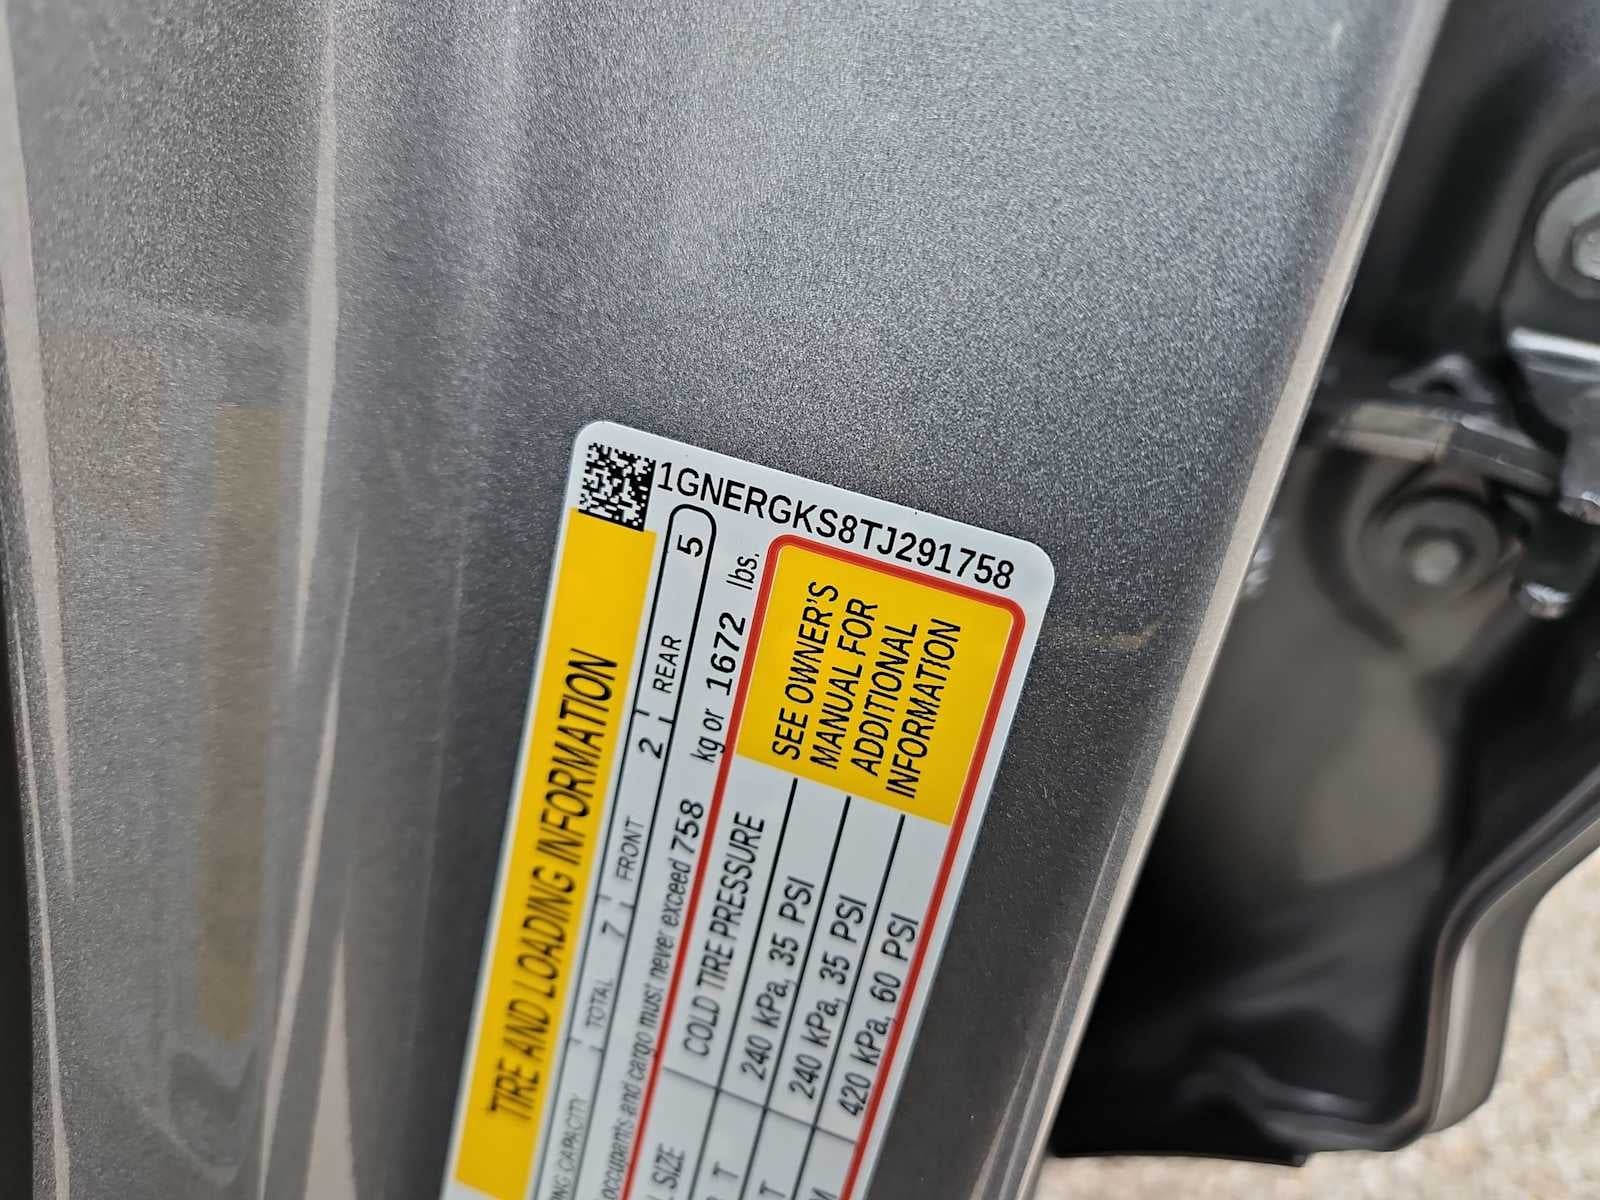 1GNERGKS8TJ291758
TIRE AND LOADING INFORMATION
CAPACITY TOTAL 7 FRONT 2 REAR 5
and cargo must never exceed 758 kg or 1672 lbs.
SIZE COLD TIRE PRESSURE
T 240 kPa, 35 PSI
T 240 kPa, 35 PSI
M 420 kPa, 60 PSI
SEE OWNER'S
MANUAL FOR
ADDITIONAL
INFORMATION